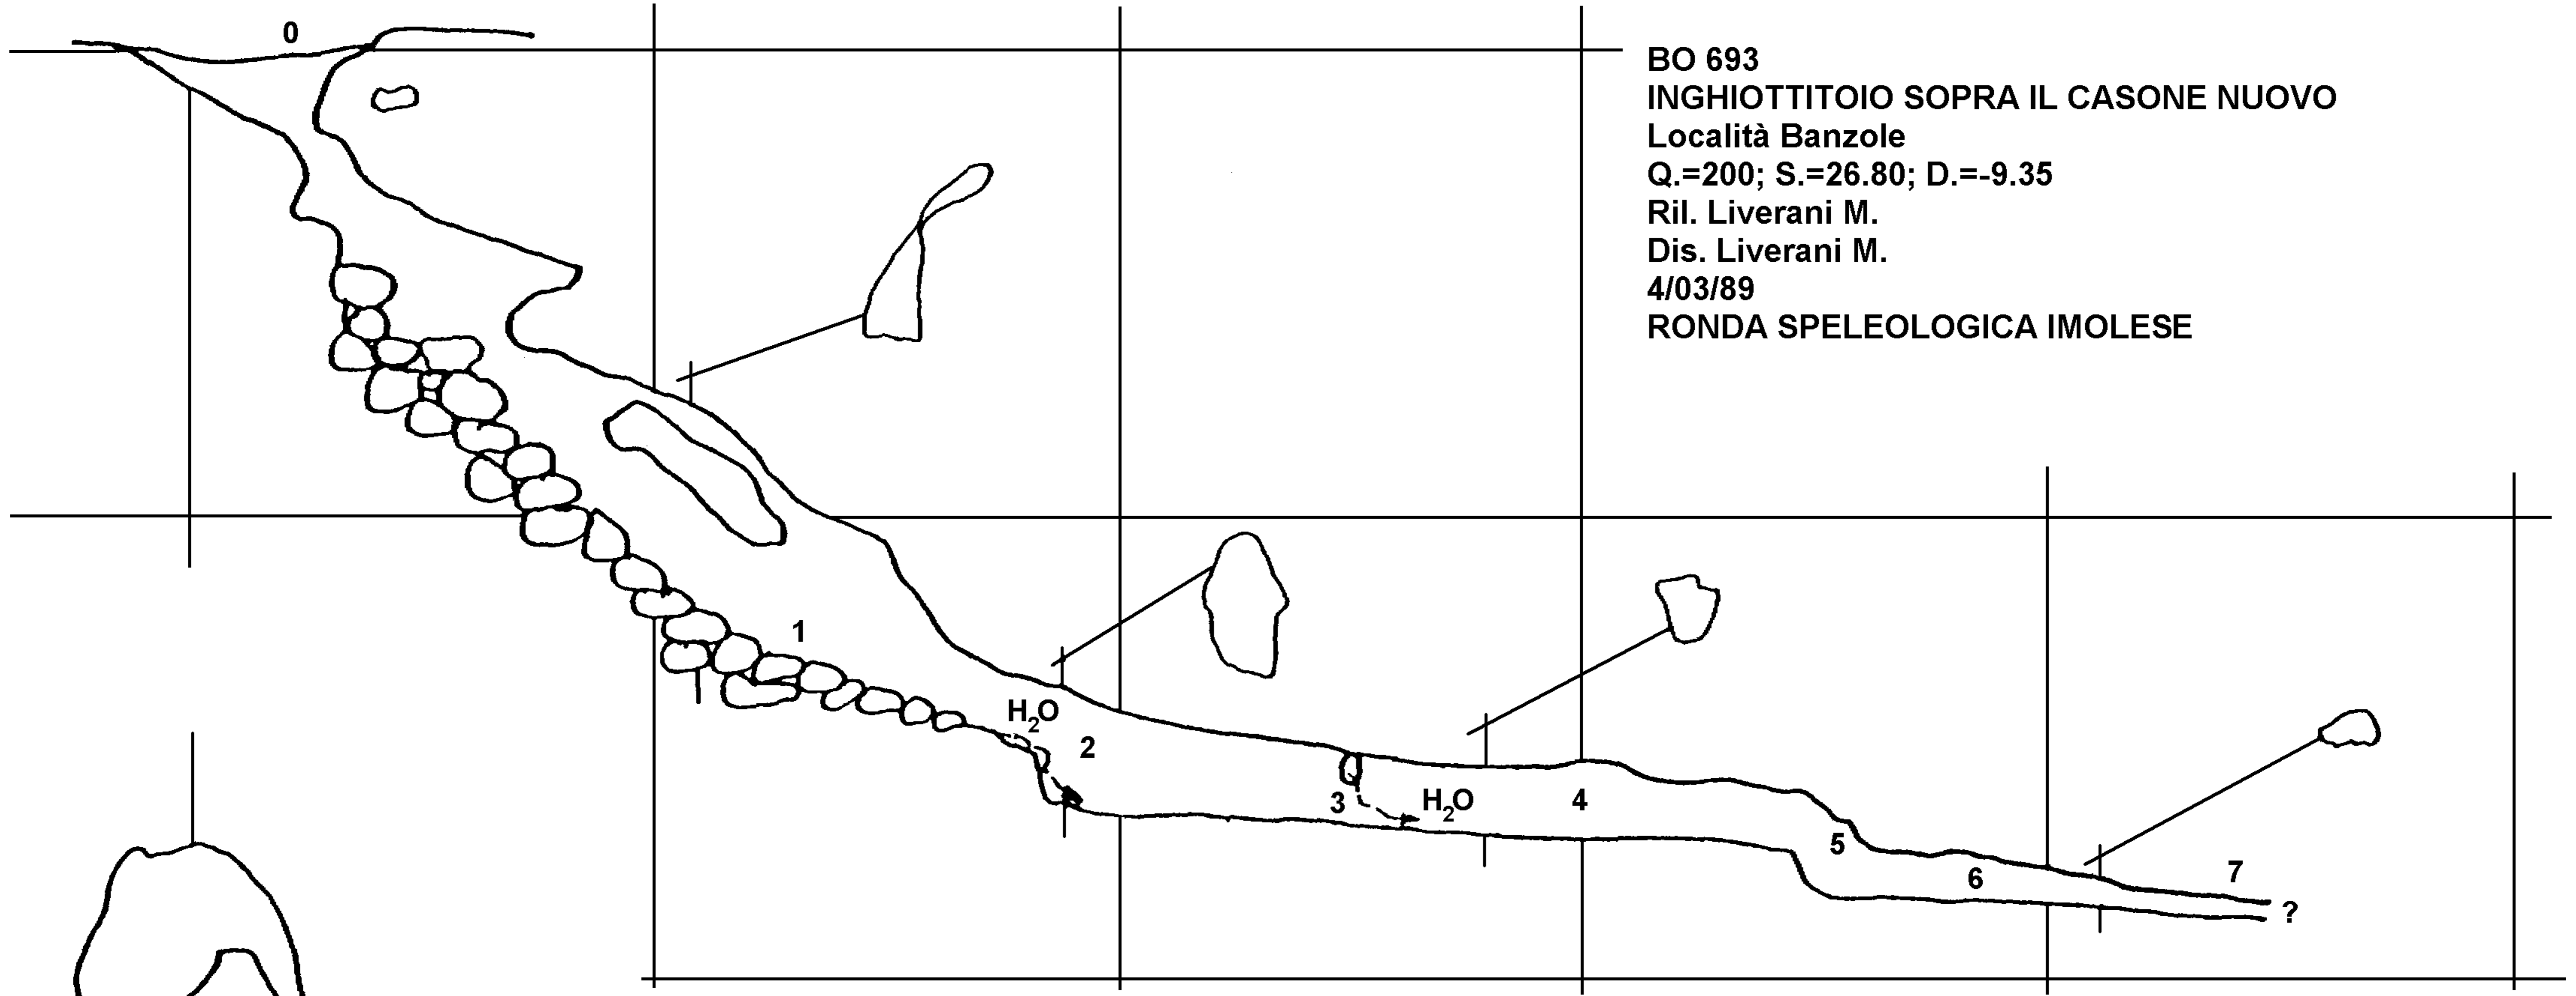 0
BO 693
INGHIOTTITOIO SOPRA IL CASONE NUOVO
Località Banzole
Q.=200; S.=26.80; D.=-9.35
Ril. Liverani M.
Dis. Liverani M.
4/03/89
RONDA SPELEOLOGICA IMOLESE
1
H₂O
2
3
H₂O
4
5
6
7
?